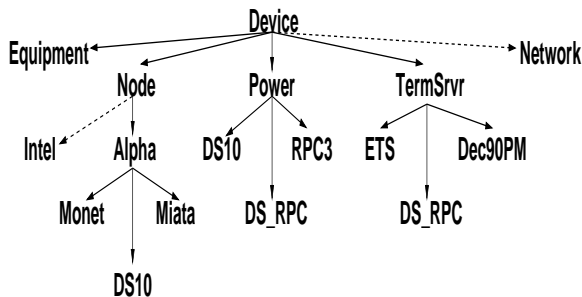 Device
Equipment Network
Node Power TermSrvr
Intel Alpha DS10 RPC3 ETS Dec90PM
Monet Miata DS_RPC DS_RPC
DS10